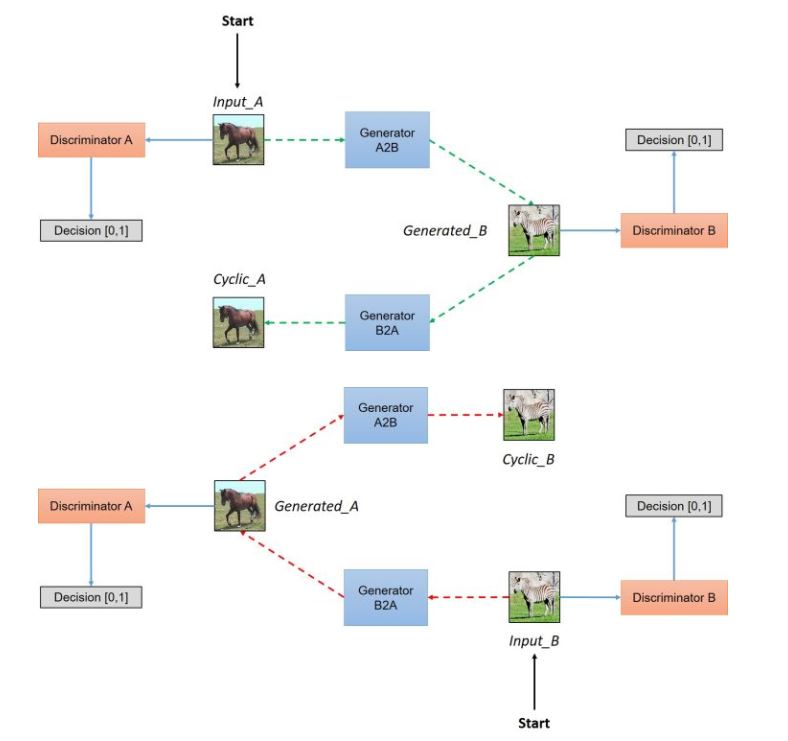 Start
Input_A
Discriminator A
Generator
A2B
Decision [0,1]
Decision [0,1]
Generated_B
Discriminator B
Cyclic_A
Generator
B2A
Generator
A2B
Cyclic_B
Discriminator A
Generated_A
Decision [0,1]
Decision [0,1]
Generator
B2A
Discriminator B
Input_B
Start